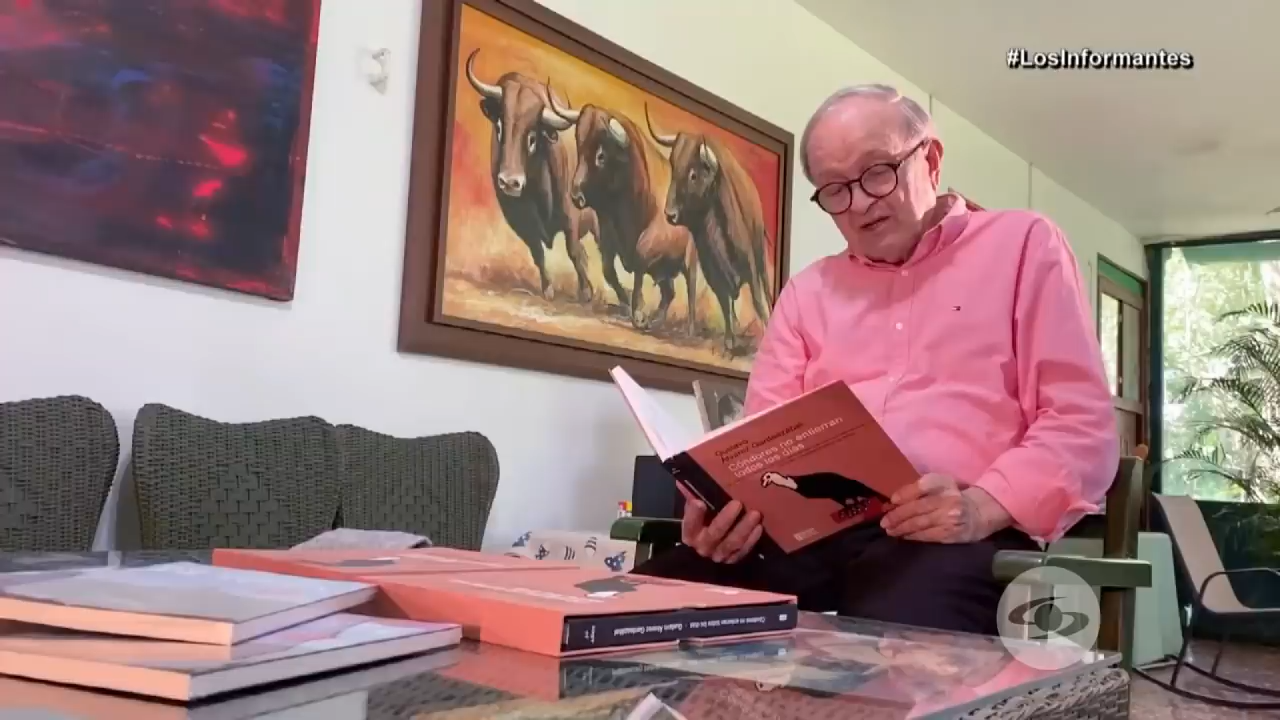 #LosInformantes
Gustavo
Álvarez Gardeazábal
Cóndores no entierran
todos los días
Cóndores no entierran todos los días Gustavo Álvarez Gardeazábal